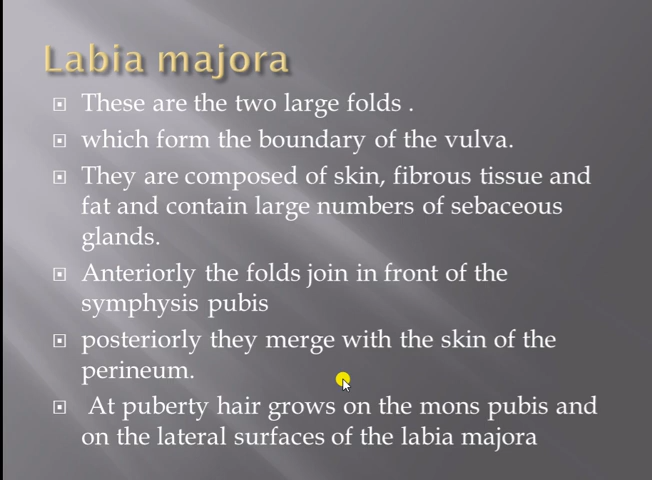 Labia majora
These are the two large folds .
which form the boundary of the vulva.
They are composed of skin, fibrous tissue and
fat and contain large numbers of sebaceous
glands.
Anteriorly the folds join in front of the
symphysis pubis
posteriorly they merge with the skin of the
perineum.
At puberty hair grows on the mons pubis and
on the lateral surfaces of the labia majora